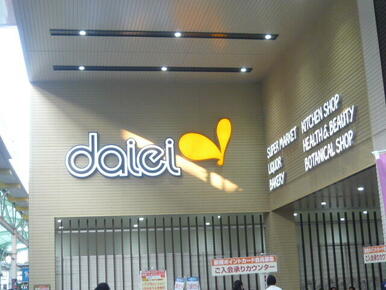 daiei
SUPER MARKET KITCHEN SHOP
LIQUOR HEALTH & BEAUTY
BAKERY BOTANICAL SHOP
ご入会承りカウンター